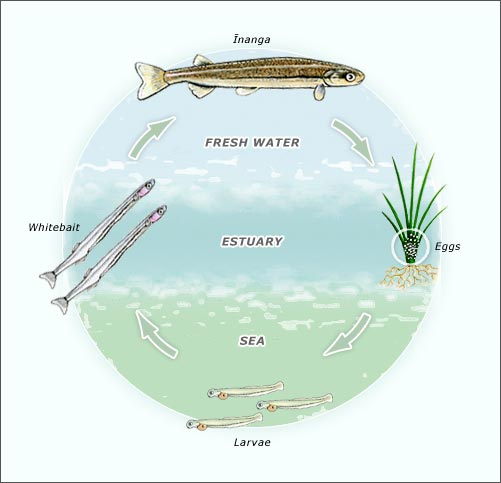 Īnanga
FRESH WATER
Whitebait
ESTUARY
Eggs
SEA
Larvae